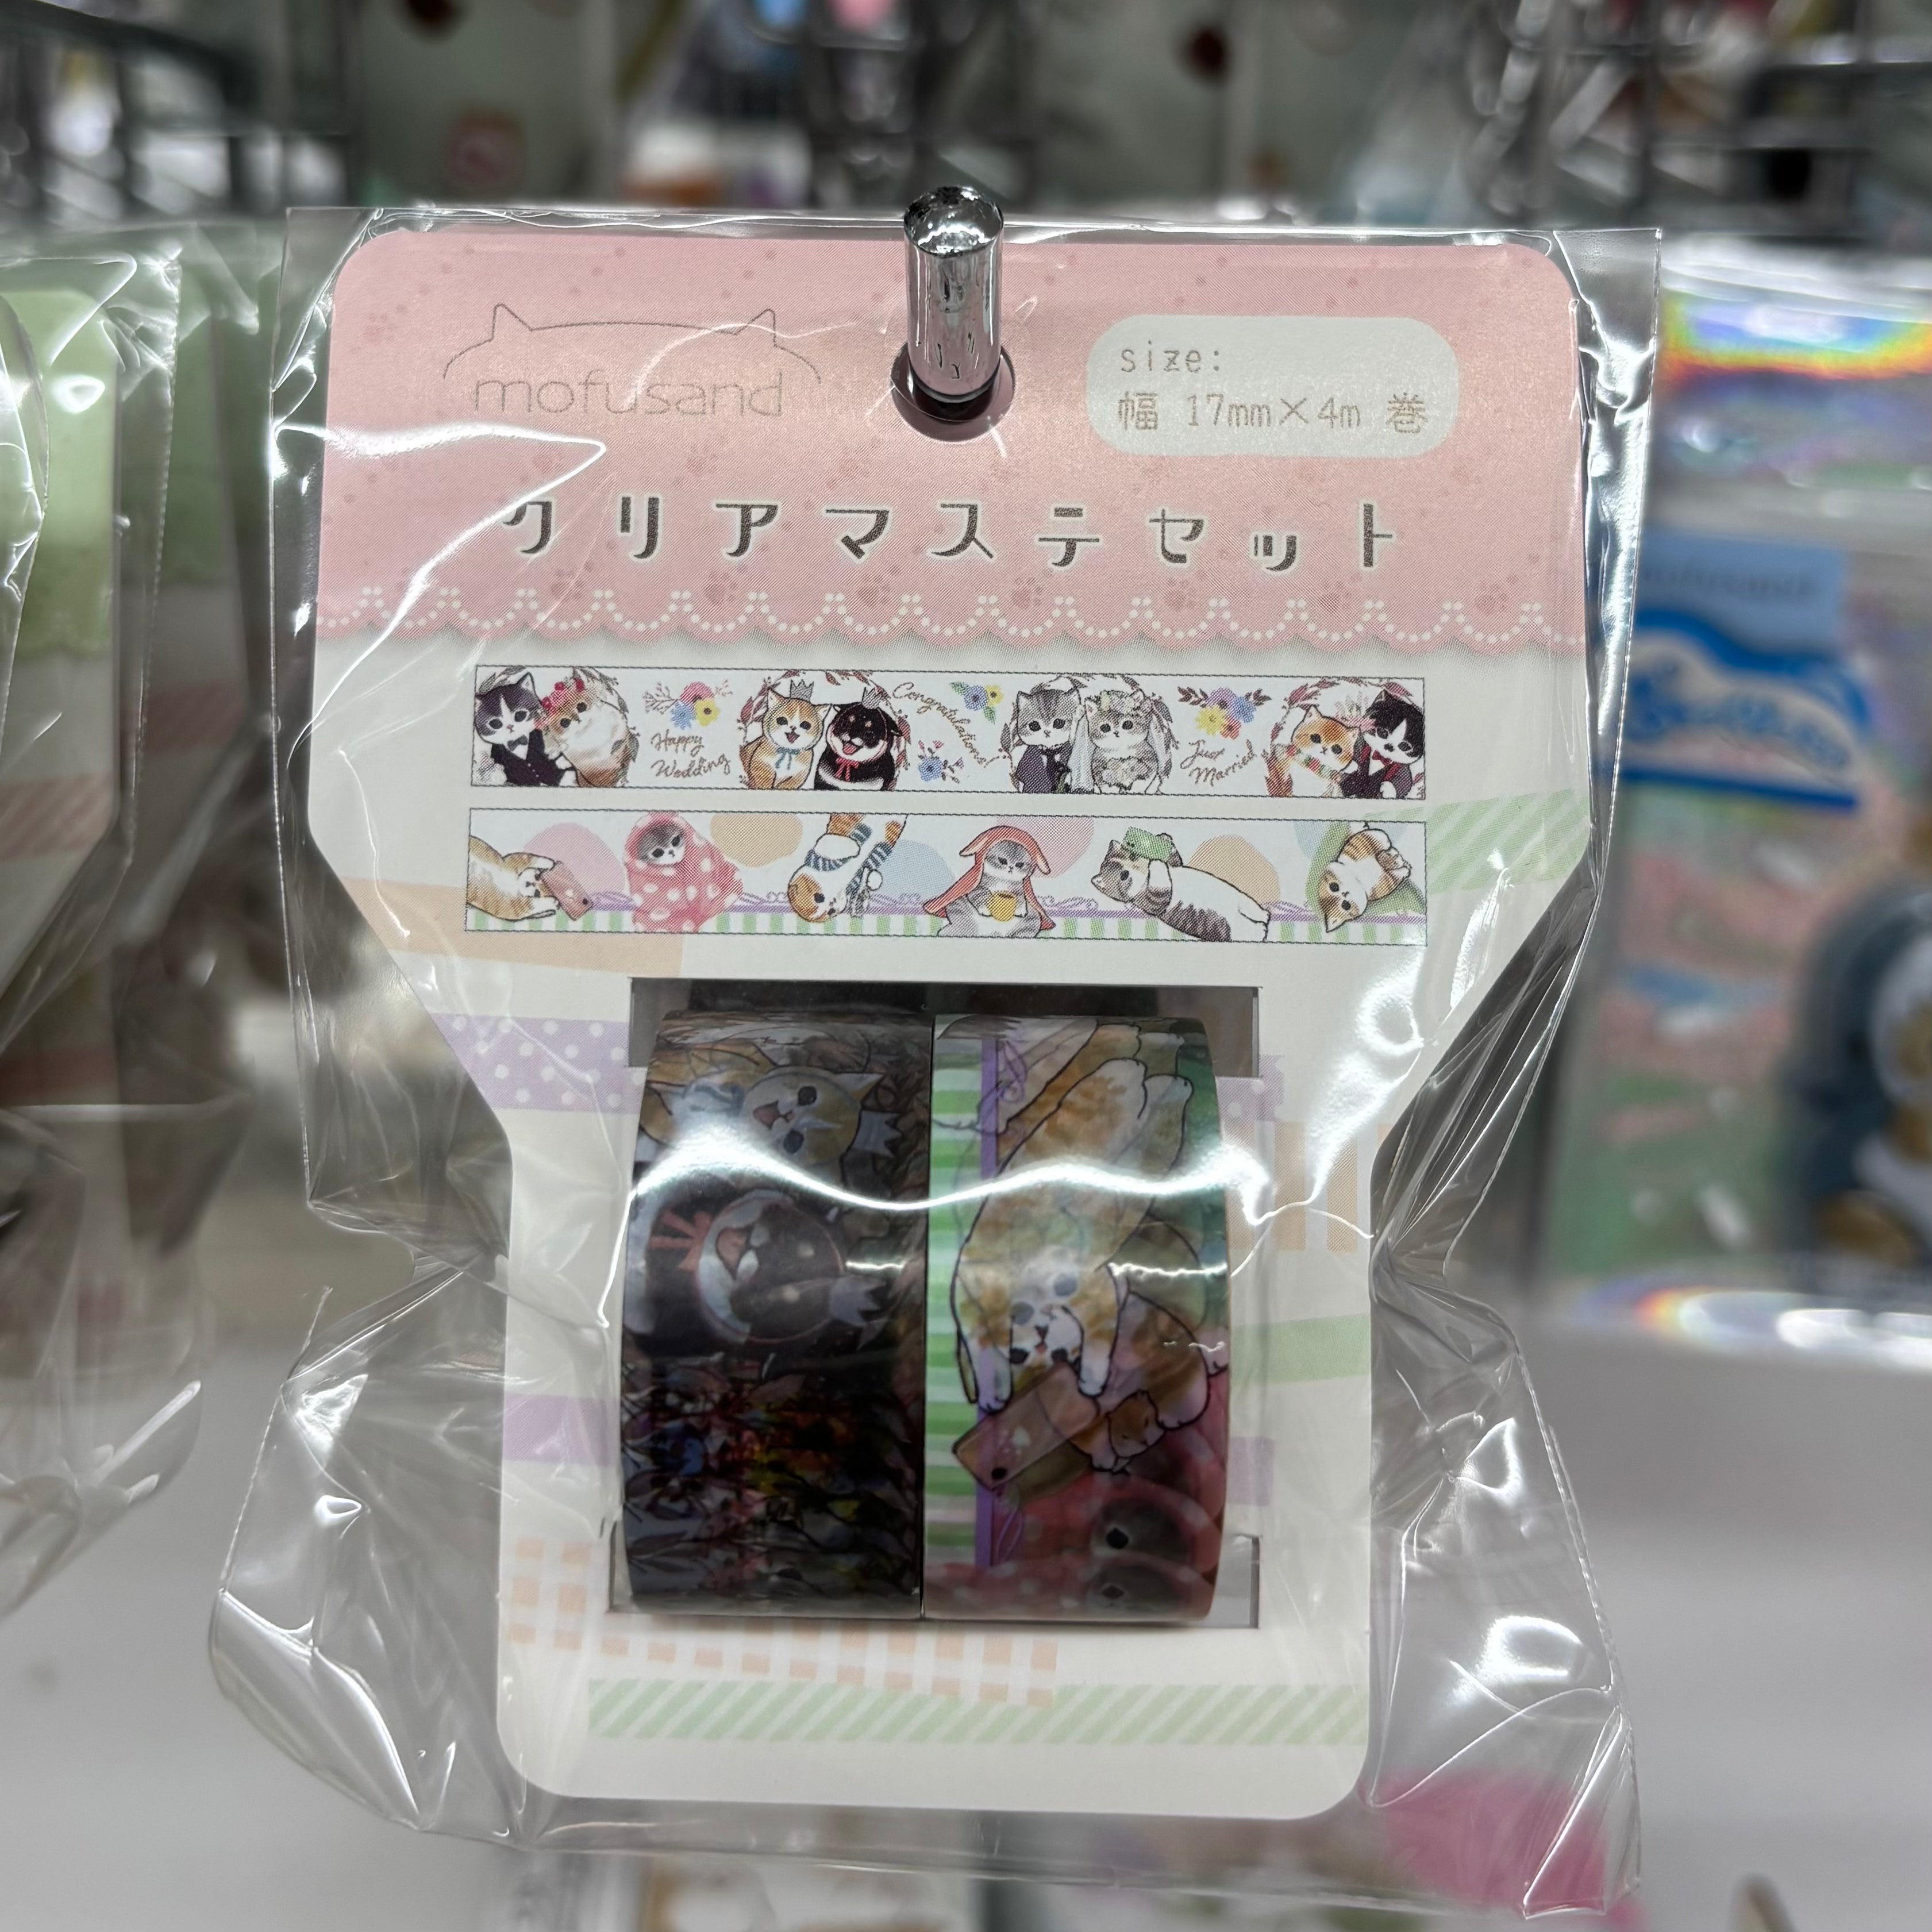 mofusand
size:
幅 17mm×4m 巻
クリアマステセット
Happy
Wedding
Congratulations!
Just
Married